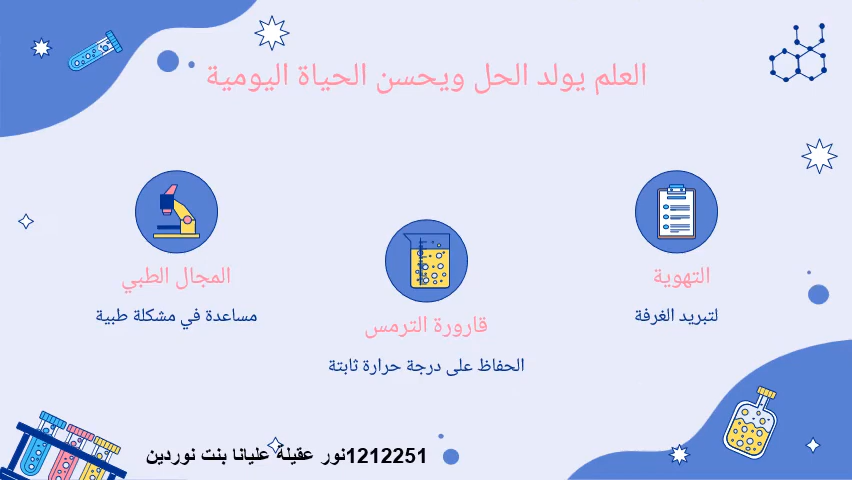 العلم يولد الحل ويحسن الحياة اليومية
التهوية
لتبريد الغرفة
قارورة الترمس
الحفاظ على درجة حرارة ثابتة
المجال الطبي
مساعدة في مشكلة طبية
1212251نور عقيلة عليانا بنت نوردين